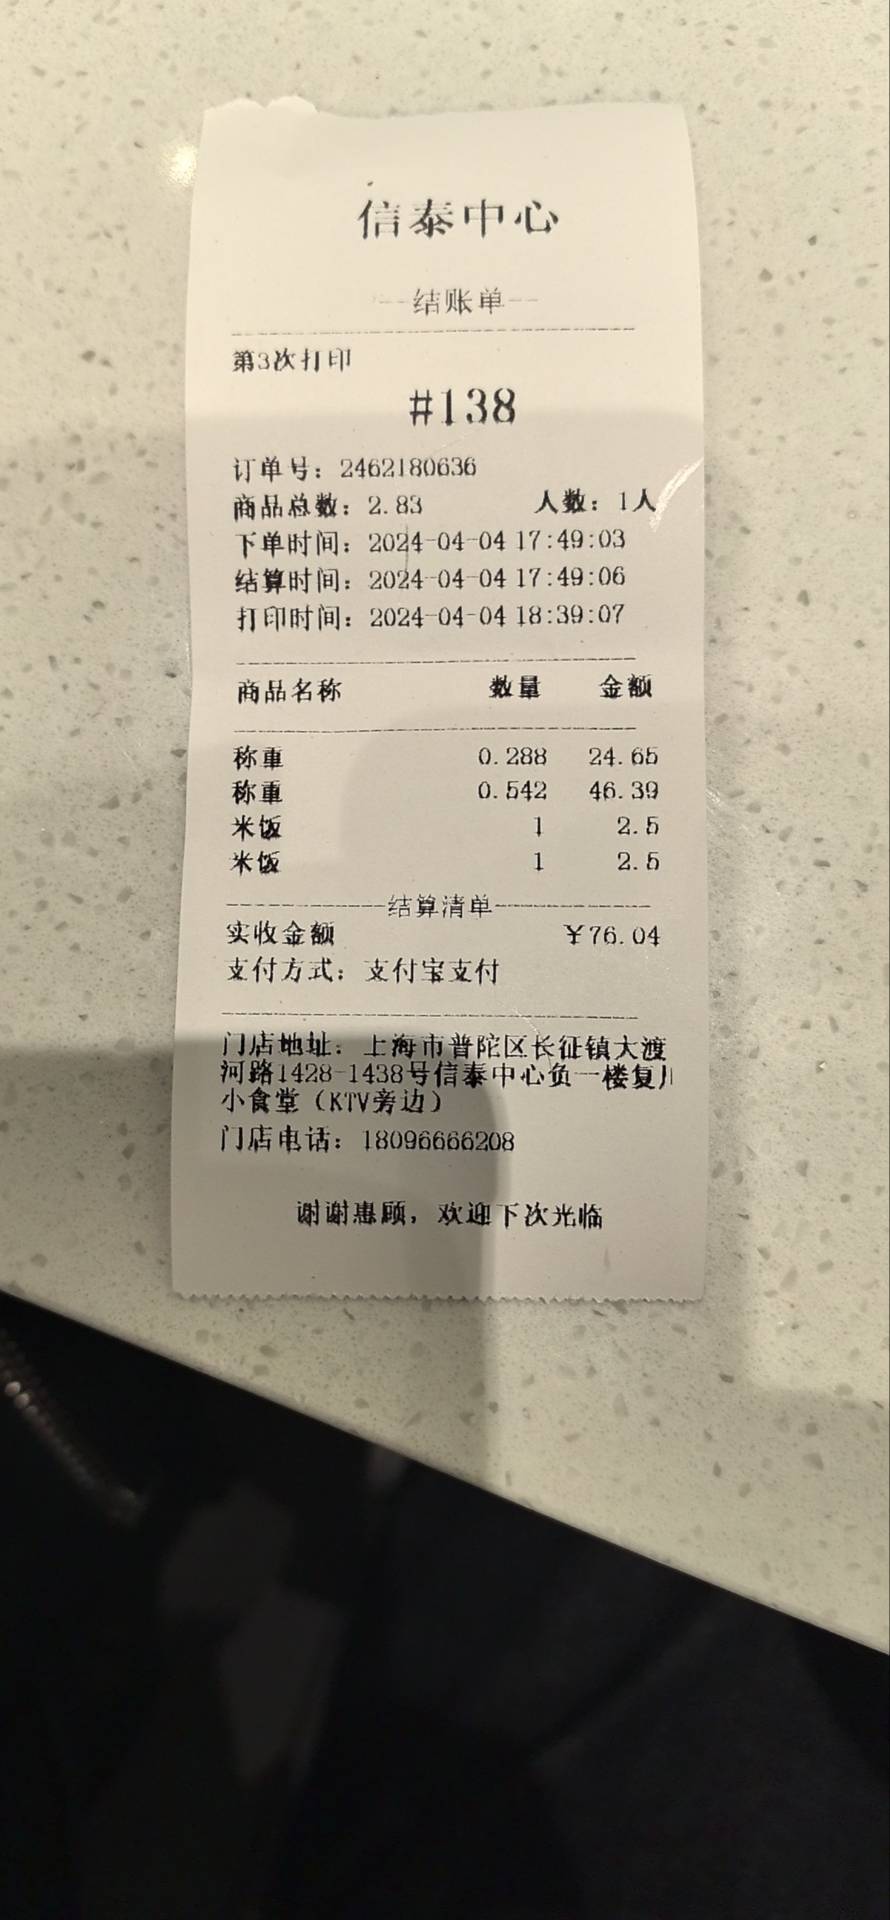 信泰中心
--结账单--
第3次打印
#138
订单号：2462180636
商品总数：2.83 人数：1人
下单时间：2024-04-04 17:49:03
结算时间：2024-04-04 17:49:06
打印时间：2024-04-04 18:39:07
商品名称 数量 金额
称重 0.288 24.65
称重 0.542 46.39
米饭 1 2.5
米饭 1 2.5
结算清单
实收金额 ￥76.04
支付方式：支付宝支付
门店地址：上海市普陀区长征镇大渡
河路1428-1438号信泰中心负一楼复
小食堂（KTV旁边）
门店电话：18096666208
谢谢惠顾，欢迎下次光临